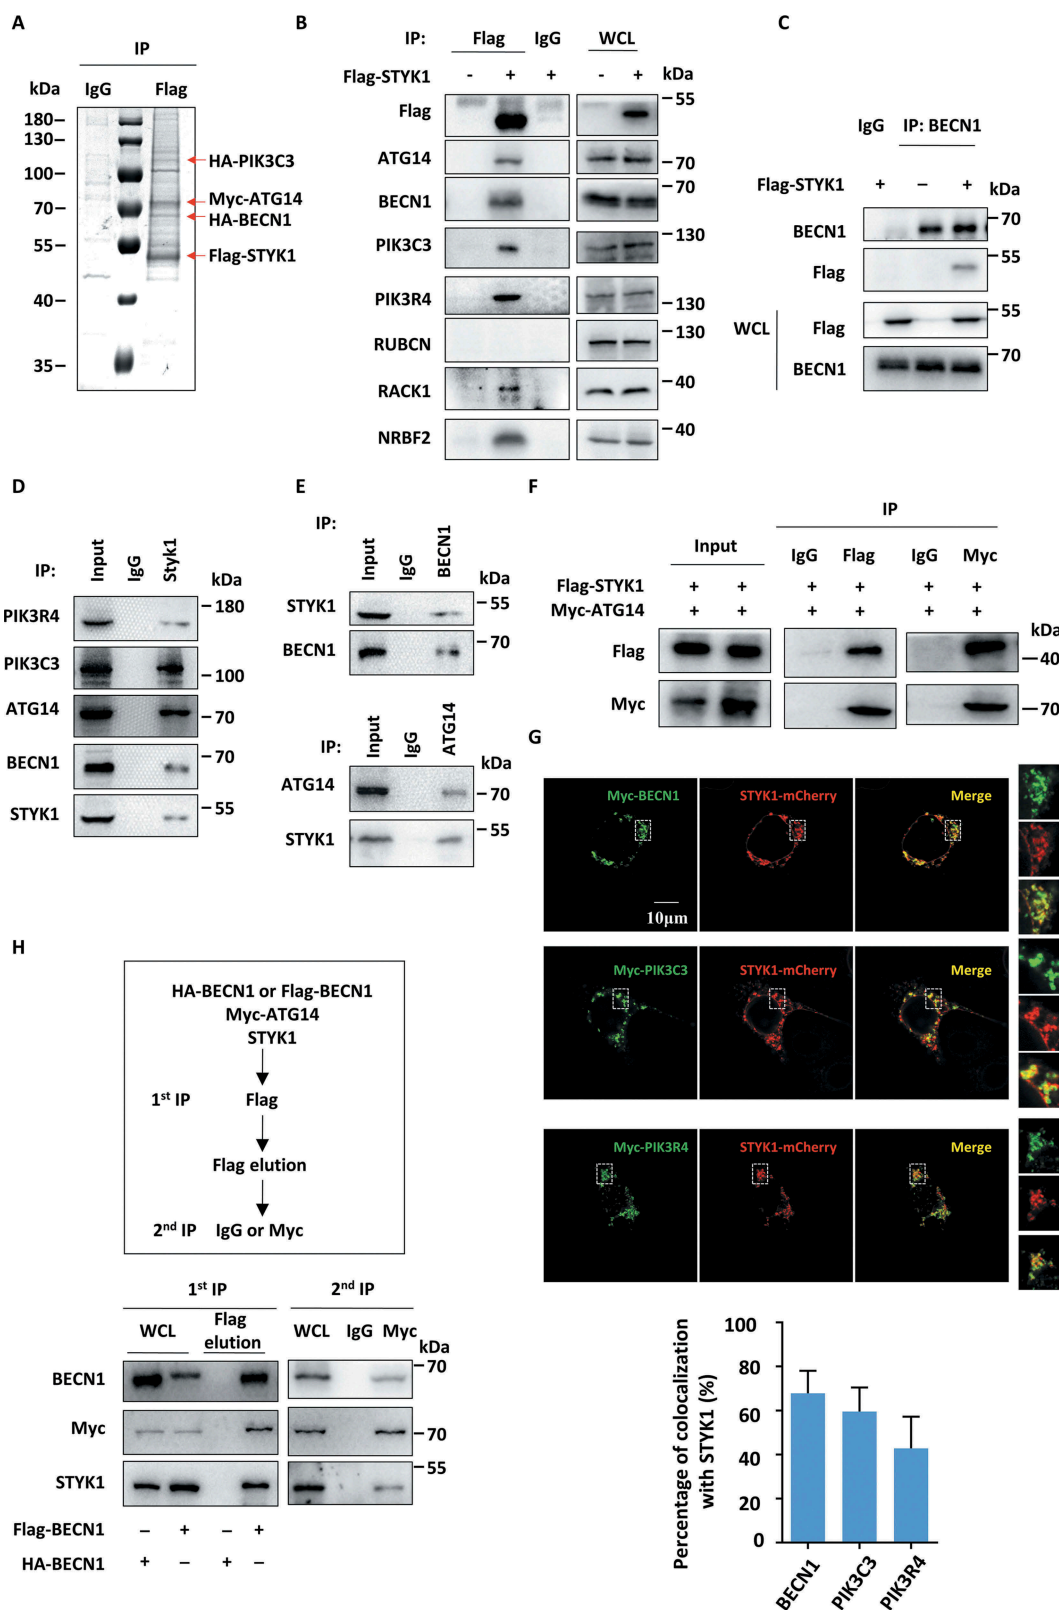 A
IP
kDa IgG Flag
180
130
100
70
55
40
35
HA-PIK3C3
Myc-ATG14
HA-BECN1
Flag-STYK1
B
IP: Flag IgG WCL
Flag-STYK1 - + + - + kDa
Flag 55
ATG14 70
BECN1 70
PIK3C3 130
PIK3R4 130
RUBCN 130
RACK1 40
NRBF2 40
C
IgG IP: BECN1
Flag-STYK1 + − + kDa
BECN1 70
Flag 55
WCL
Flag 55
BECN1 70
D
IP: Input IgG Styk1 kDa
PIK3R4 180
PIK3C3 100
ATG14 70
BECN1 70
STYK1 55
E
IP: Input IgG BECN1 kDa
STYK1 55
BECN1 70
IP: Input IgG ATG14 kDa
ATG14 70
STYK1 55
F
IP
Input IgG Flag IgG Myc
Flag-STYK1 + + + + + +
Myc-ATG14 + + + + + +
kDa
Flag 40
Myc 70
G
Myc-BECN1 STYK1-mCherry Merge
10μm
Myc-PIK3C3 STYK1-mCherry Merge
Myc-PIK3R4 STYK1-mCherry Merge
Percentage of colocalization
with STYK1 (%)
100
80
60
40
20
0
BECN1 PIK3C3 PIK3R4
H
HA-BECN1 or Flag-BECN1
Myc-ATG14
STYK1
1st IP Flag
Flag elution
2nd IP IgG or Myc
1st IP 2nd IP
WCL Flag elution WCL IgG Myc
kDa
BECN1 70
Myc 70
STYK1 55
Flag-BECN1 − + − +
HA-BECN1 + − + −